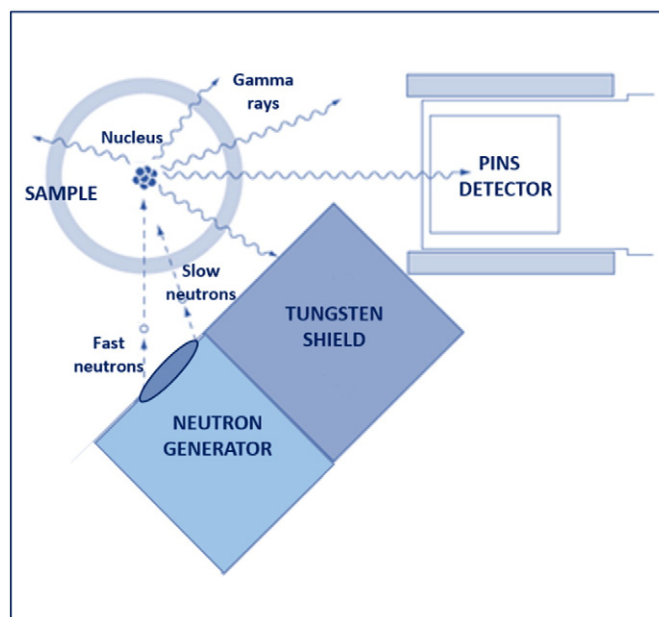 Gamma
rays
Nucleus
SAMPLE
PINS
DETECTOR
Slow
neutrons
TUNGSTEN
SHIELD
Fast
neutrons
NEUTRON
GENERATOR